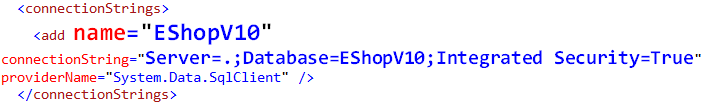 <connectionStrings>
<add name="EShopV10"
connectionString="Server=.;Database=EShopV10;Integrated Security=True"
providerName="System.Data.SqlClient" />
</connectionStrings>